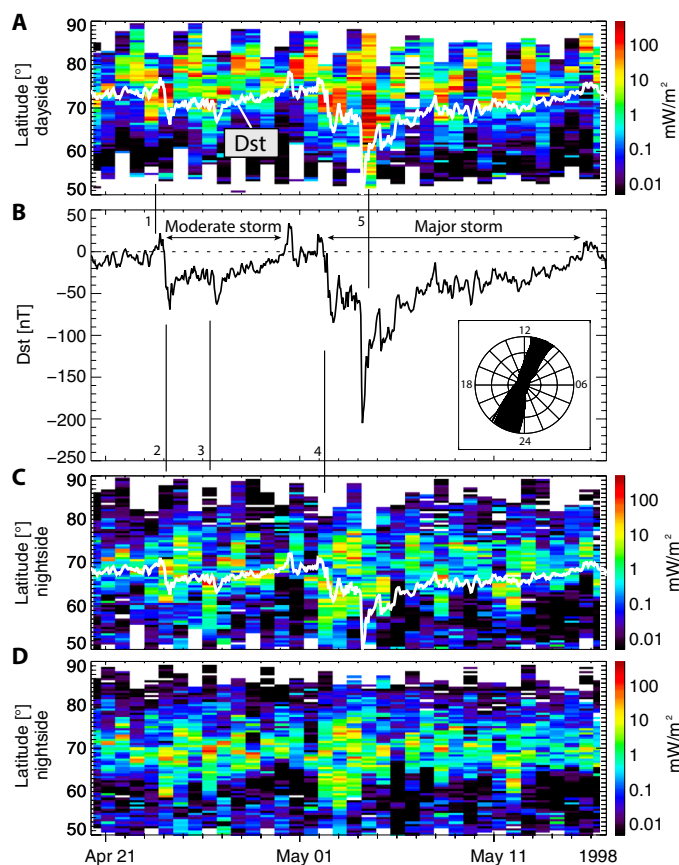 A
90
80
70
60
50
Latitude [°]
dayside
Dst
100
10
1
0.1
0.01
mW/m²
B
50
0
−50
−100
−150
−200
−250
Dst [nT]
1
Moderate storm
5
Major storm
2
3
4
12
18
06
24
C
90
80
70
60
50
Latitude [°]
nightside
100
10
1
0.1
0.01
mW/m²
D
90
80
70
60
50
Latitude [°]
nightside
100
10
1
0.1
0.01
mW/m²
Apr 21
May 01
May 11
1998